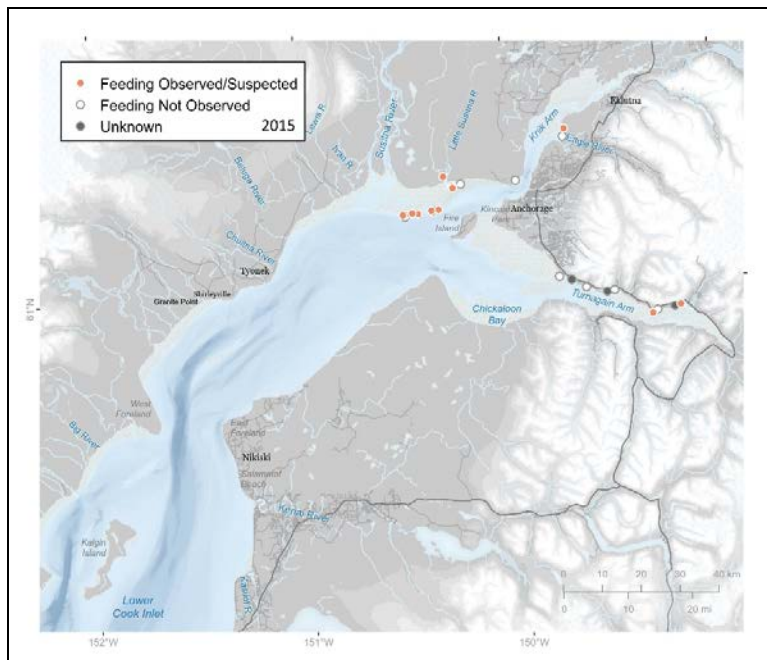 Feeding Observed/Suspected
Feeding Not Observed
Unknown 2015
Lewis R.
Ivan R.
Susitna River
Little Susitna R.
Knik Arm
Eklutna
Eagle River
Beluga River
Chuitna River
Fire
Island
Kincaid
Park
Anchorage
Tyonek
Shirleyville
Granite Point
Turnagain Arm
Chickaloon
Bay
61°N
West
Foreland
East
Foreland
Big River
Nikiski
Salamatof
Beach
Kenai River
Kalgin
Island
Kasilof R.
Lower
Cook Inlet
0 10 20 30 40 km
0 10 20 mi
152°W 151°W 150°W